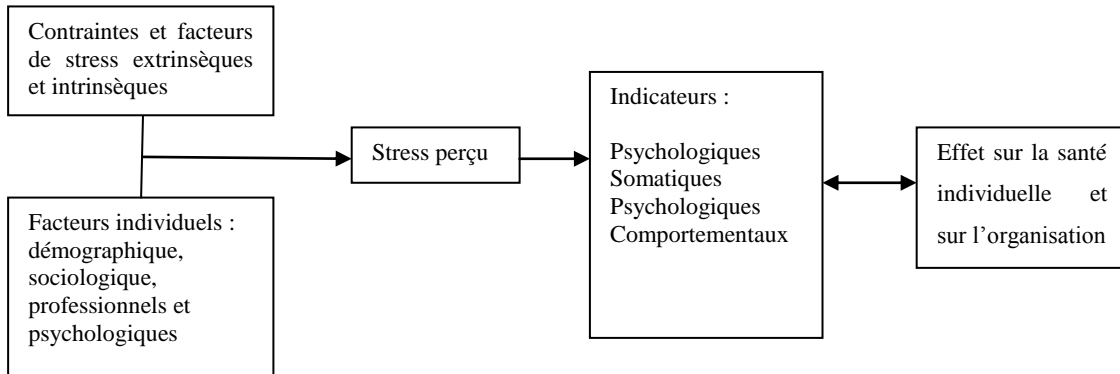 Contraintes et facteurs
de stress extrinsèques
et intrinsèques
Facteurs individuels :
démographique,
sociologique,
professionnels et
psychologiques
Stress perçu
Indicateurs :
Psychologiques
Somatiques
Psychologiques
Comportementaux
Effet sur la santé
individuelle et
sur l’organisation